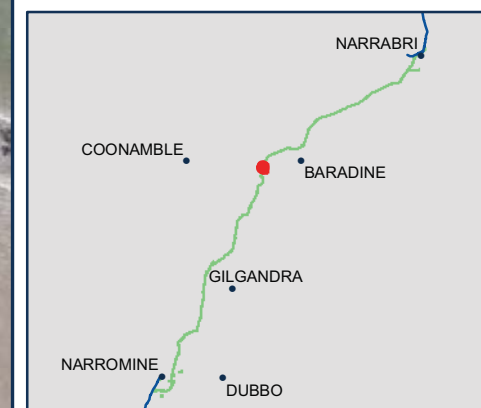 NARRABRI
COONAMBLE
BARADINE
GILGANDRA
NARROMINE
DUBBO